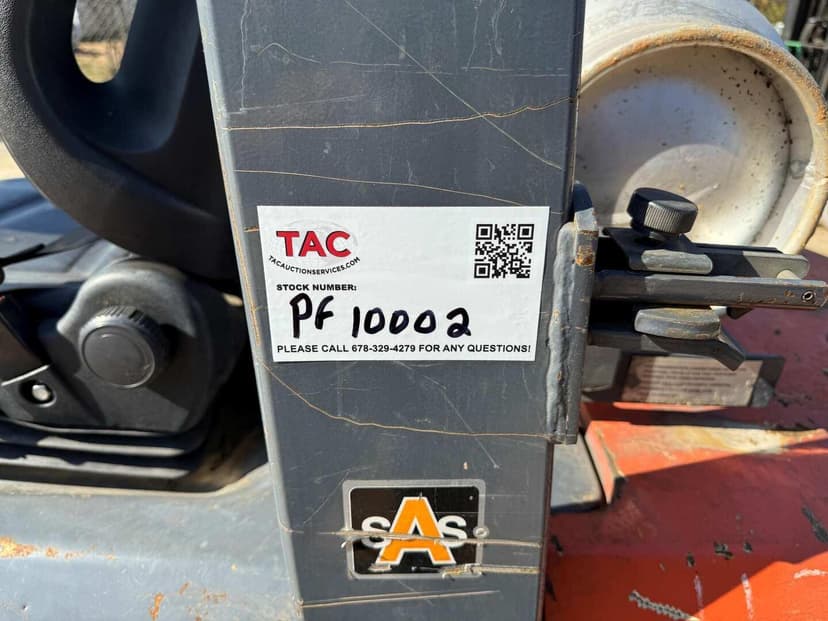 TAC
TACAUCTIONSERVICES.COM
STOCK NUMBER:
PF 10002
PLEASE CALL 678-329-4279 FOR ANY QUESTIONS!
SAS